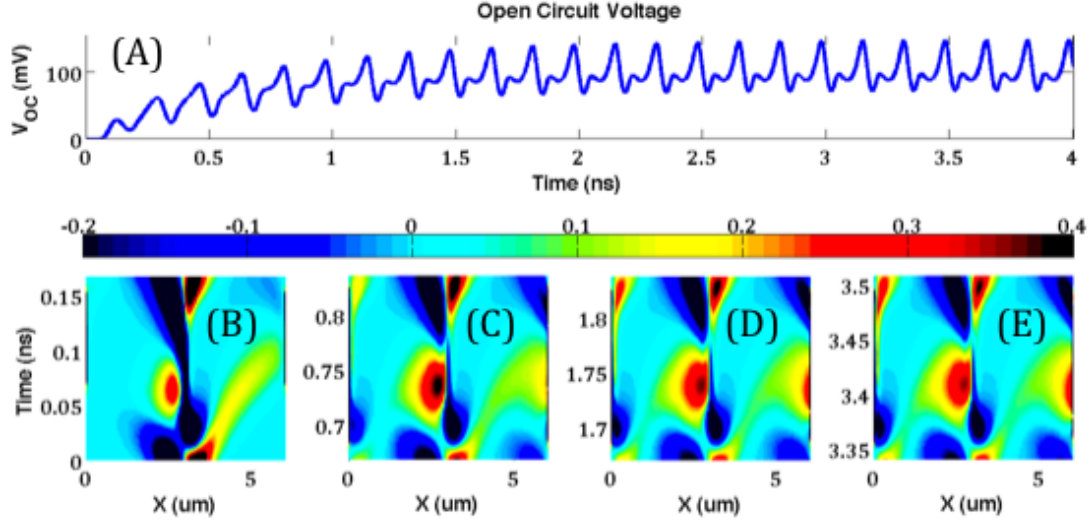 Open Circuit Voltage
(A)
100
0
VOC (mV)
0 0.5 1 1.5 2 2.5 3 3.5 4
Time (ns)
-0.2 -0.1 0 0.1 0.2 0.3 0.4
(B) (C) (D) (E)
0.15
0.1
0.05
0
Time (ns)
0.8
0.75
0.7
1.8
1.75
1.7
3.5
3.45
3.4
3.35
0 5 0 5 0 5 0 5
X (um) X (um) X (um) X (um)